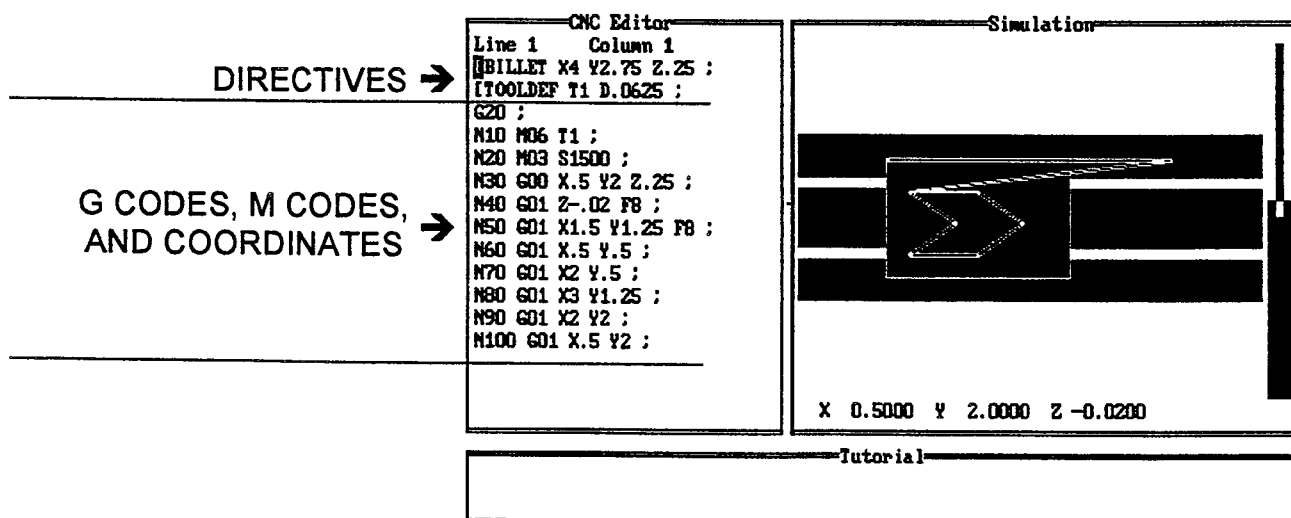 CNC Editor
Line 1 Column 1
[BILLET X4 Y2.75 Z.25 ;
[TOOLDEF T1 D.0625 ;
G20 ;
N10 M06 T1 ;
N20 M03 S1500 ;
N30 G00 X.5 Y2 Z.25 ;
N40 G01 Z-.02 F8 ;
N50 G01 X1.5 Y1.25 F8 ;
N60 G01 X.5 Y.5 ;
N70 G01 X2 Y.5 ;
N80 G01 X3 Y1.25 ;
N90 G01 X2 Y2 ;
N100 G01 X.5 Y2 ;
DIRECTIVES →
G CODES, M CODES,
AND COORDINATES →
Simulation
X 0.5000 Y 2.0000 Z -0.0200
Tutorial